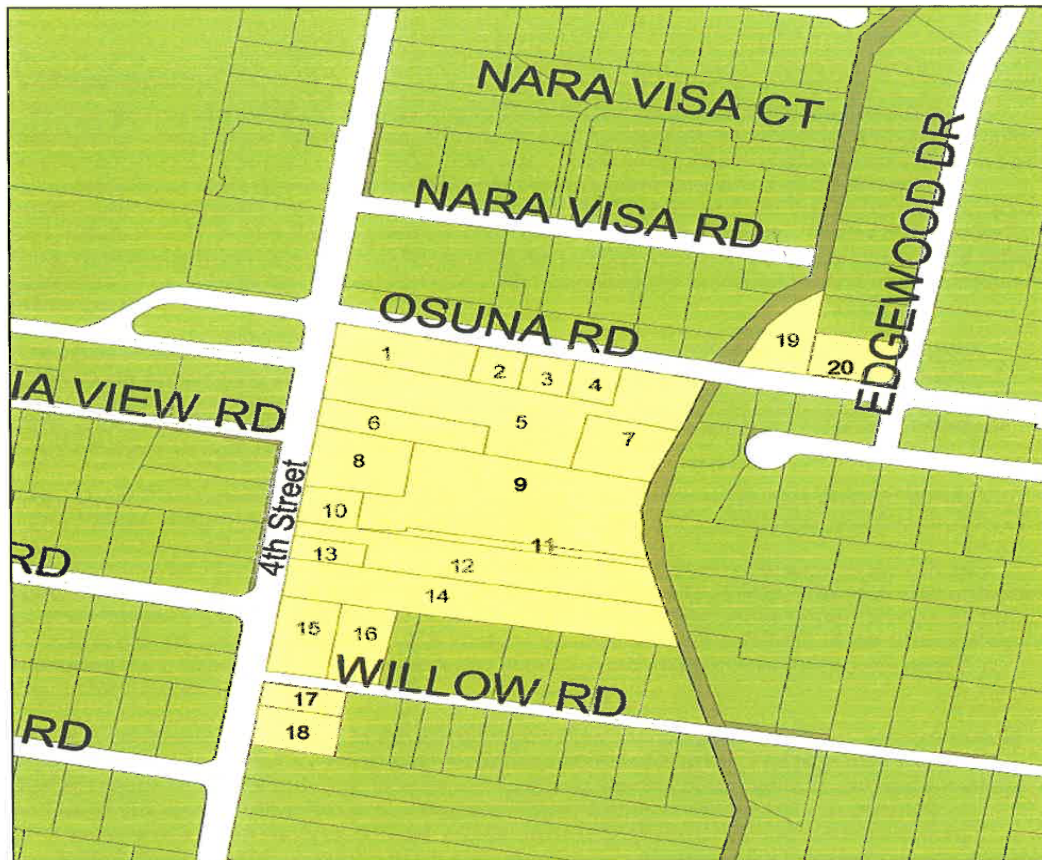 NARA VISA CT
NARA VISA RD
EDGEWOOD DR
OSUNA RD
19
20
1
2
3
4
IA VIEW RD
6
5
7
8
9
4th Street
10
11
RD
13
12
14
15
16
WILLOW RD
17
18
RD